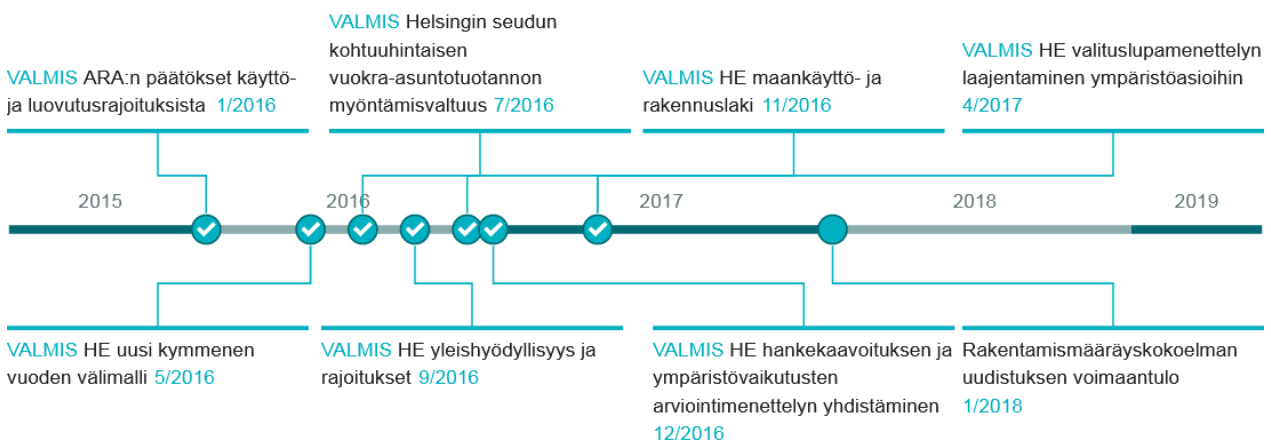 VALMIS ARA:n päätökset käyttö-
ja luovutusrajoituksista 1/2016
VALMIS Helsingin seudun
kohtuuhintaisen
vuokra-asuntotuotannon
myöntämisvaltuus 7/2016
VALMIS HE maankäyttö- ja
rakennuslaki 11/2016
VALMIS HE valituslupamenettelyn
laajentaminen ympäristöasioihin
4/2017
2015
2016
2017
2018
2019
VALMIS HE uusi kymmenen
vuoden välimalli 5/2016
VALMIS HE yleishyödyllisyys ja
rajoitukset 9/2016
VALMIS HE hankekaavoituksen ja
ympäristövaikutusten
arviointimenettelyn yhdistäminen
12/2016
Rakentamismääräyskokoelman
uudistuksen voimaantulo
1/2018